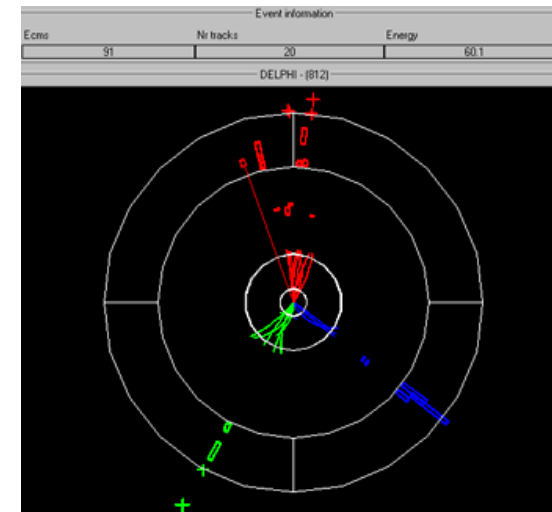 Event information
Ecms Nr tracks Energy
91 20 60.1
DELPHI - (812)